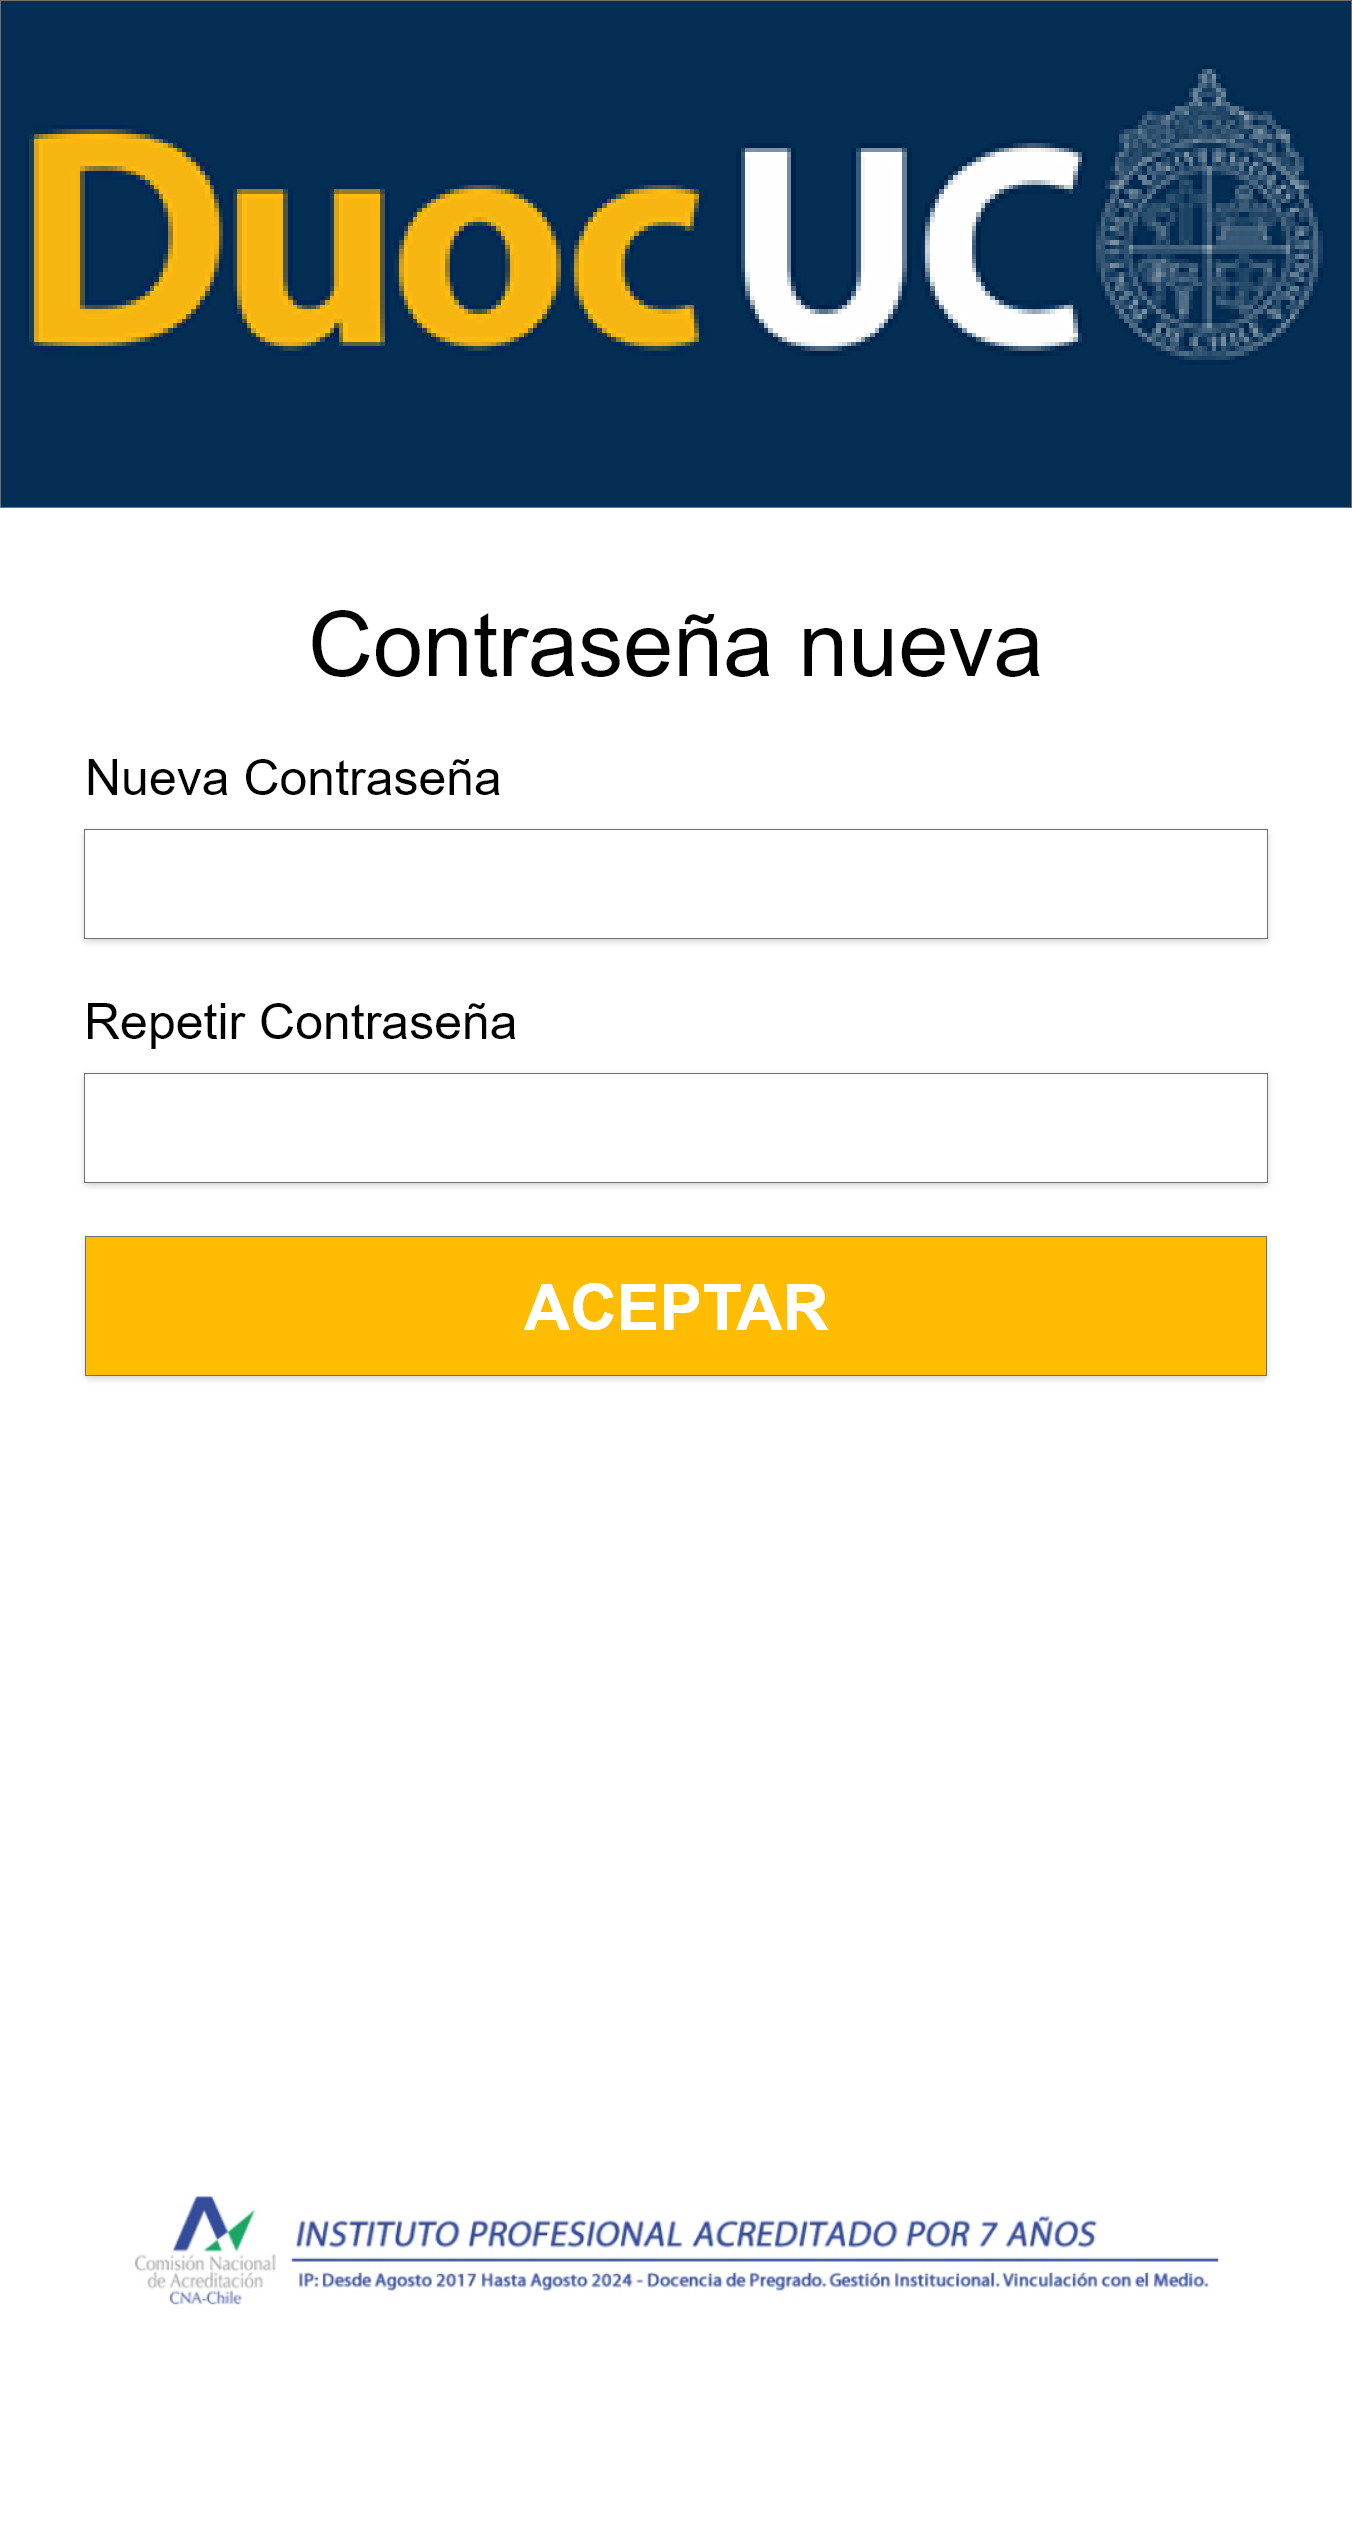 Duoc UC
Contraseña nueva
Nueva Contraseña
Repetir Contraseña
ACEPTAR
INSTITUTO PROFESIONAL ACREDITADO POR 7 AÑOS
Comisión Nacional
de Acreditación
CNA-Chile
IP: Desde Agosto 2017 Hasta Agosto 2024 - Docencia de Pregrado. Gestión Institucional. Vinculación con el Medio.